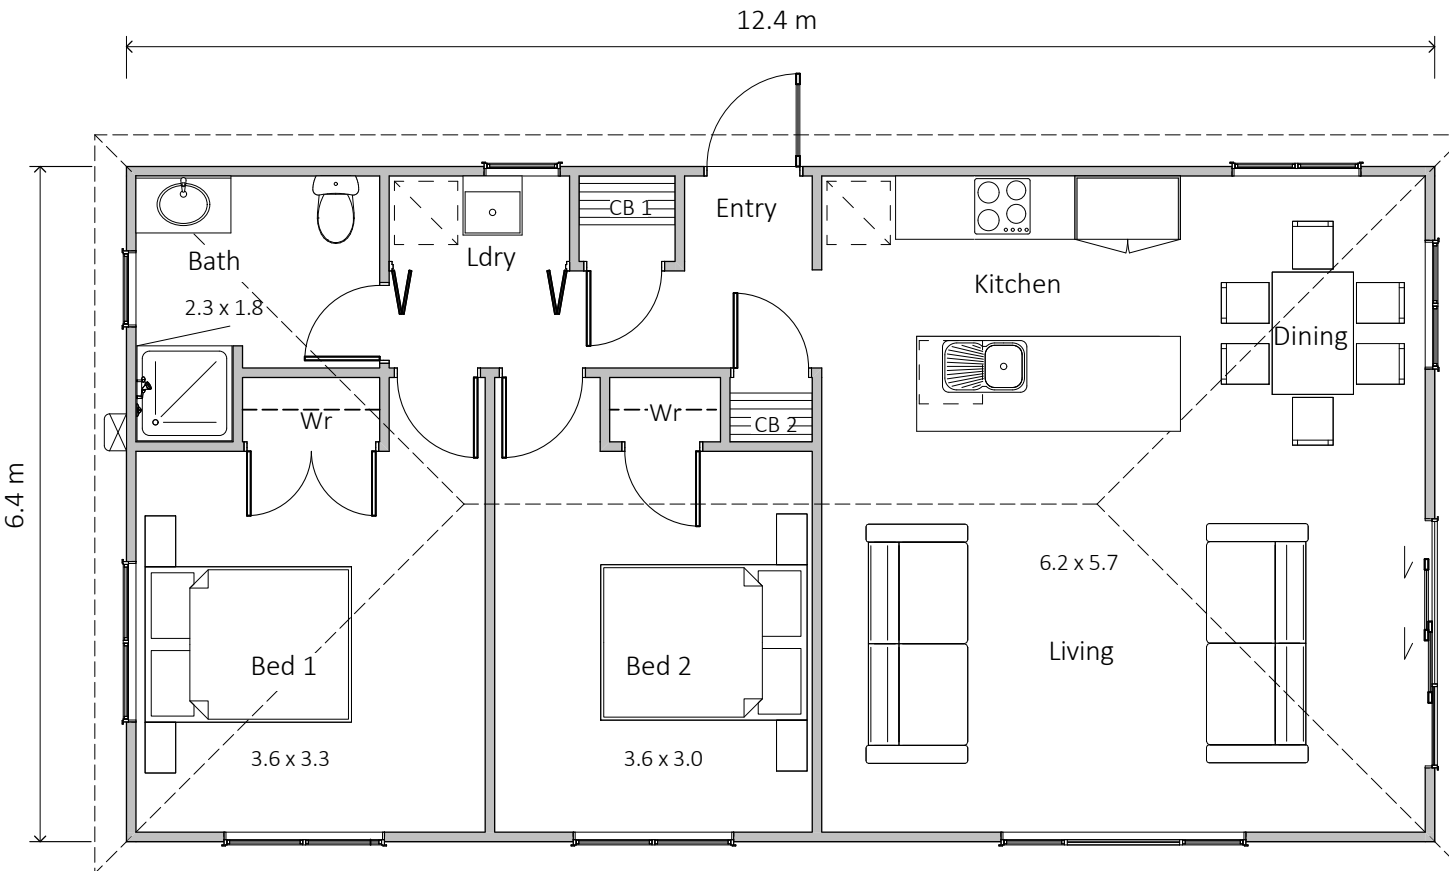 12.4 m
CB 1
Entry
Bath
Ldry
Kitchen
2.3 x 1.8
Dining
Wr
Wr
CB 2
6.4 m
6.2 x 5.7
Bed 1
Bed 2
Living
3.6 x 3.3
3.6 x 3.0